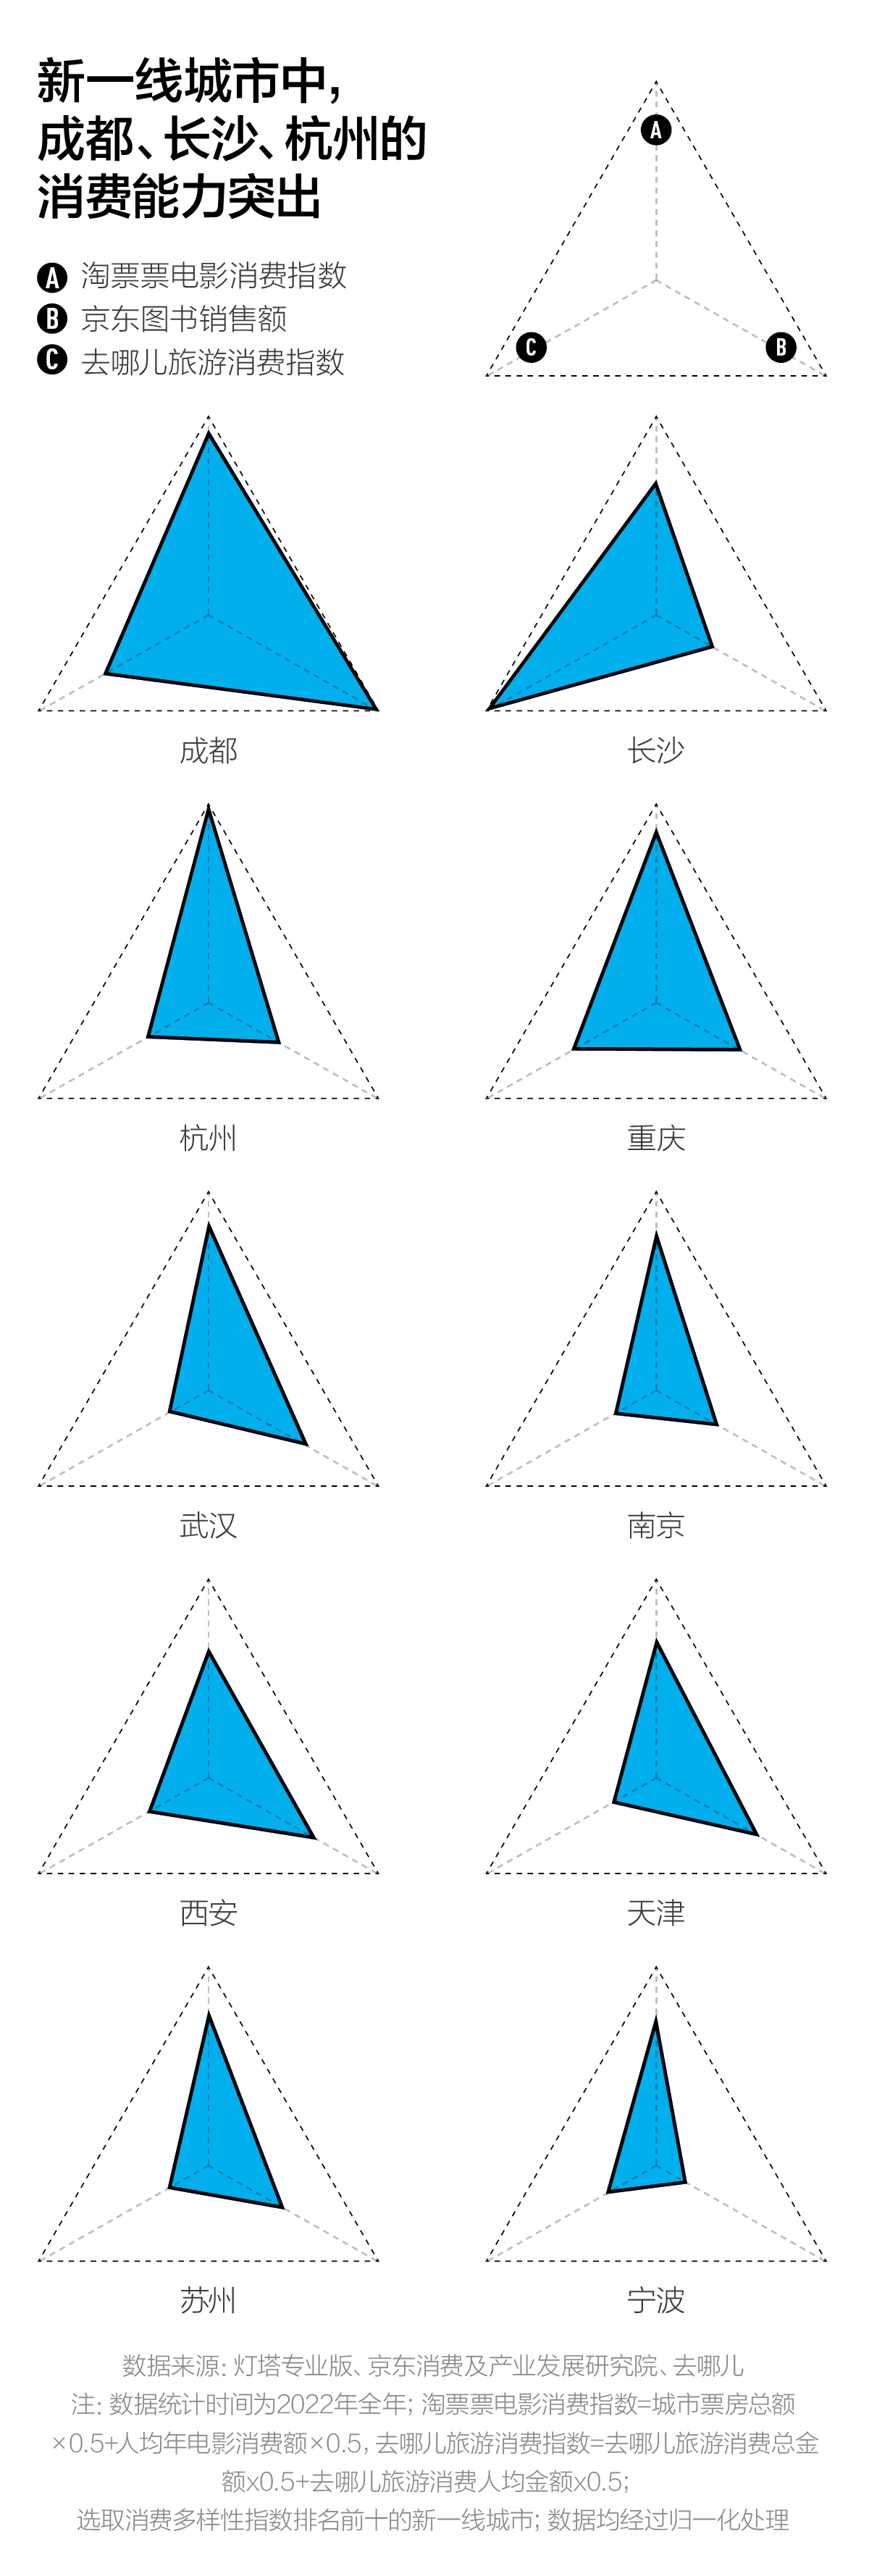 新一线城市中，
成都、长沙、杭州的
消费能力突出
A 淘票票电影消费指数
B 京东图书销售额
C 去哪儿旅游消费指数
A
C
B
成都
长沙
杭州
重庆
武汉
南京
西安
天津
苏州
宁波
数据来源：灯塔专业版、京东消费及产业发展研究院、去哪儿
注：数据统计时间为2022年全年；淘票票电影消费指数=城市票房总额
×0.5+人均年电影消费额×0.5，去哪儿旅游消费指数=去哪儿旅游消费总金
额x0.5+去哪儿旅游消费人均金额x0.5；
选取消费多样性指数排名前十的新一线城市；数据均经过归一化处理